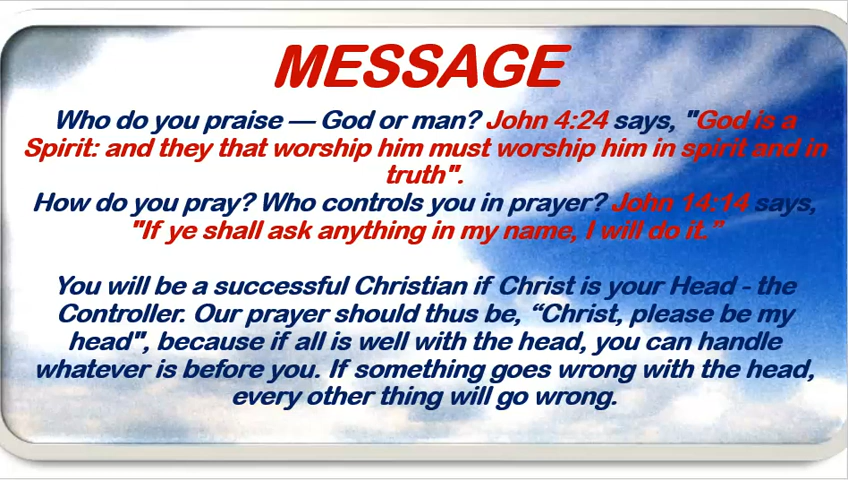 MESSAGE
Who do you praise — God or man? John 4:24 says, "God is a
Spirit: and they that worship him must worship him in spirit and in
truth".
How do you pray? Who controls you in prayer? John 14:14 says,
"If ye shall ask anything in my name, I will do it.”
You will be a successful Christian if Christ is your Head - the
Controller. Our prayer should thus be, “Christ, please be my
head", because if all is well with the head, you can handle
whatever is before you. If something goes wrong with the head,
every other thing will go wrong.